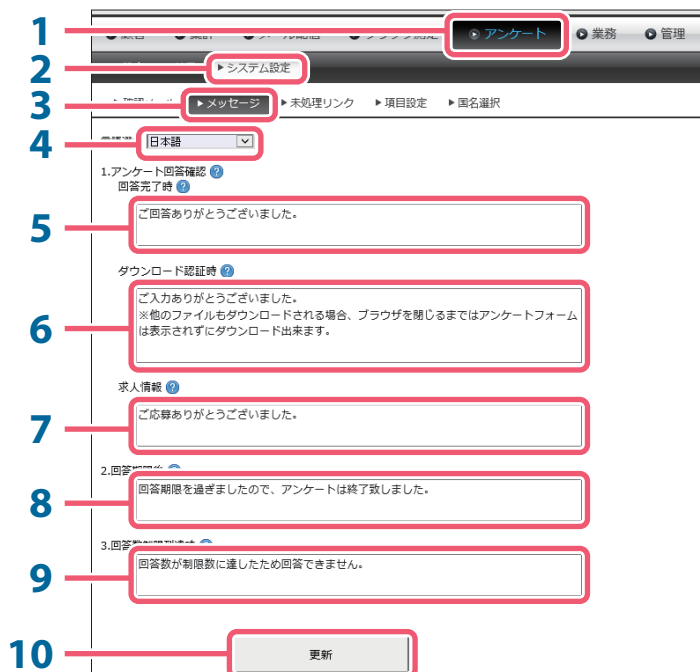 1
アンケート
業務
管理
2
システム設定
3
メッセージ
未処理リンク
項目設定
国名選択
4
日本語
1.アンケート回答確認 ?
回答完了時 ?
5
ご回答ありがとうございました。
ダウンロード認証時 ?
6
ご入力ありがとうございました。
※他のファイルもダウンロードされる場合、ブラウザを閉じるまではアンケートフォーム
は表示されずにダウンロード出来ます。
求人情報 ?
7
ご応募ありがとうございました。
2.回答
8
回答期限を過ぎましたので、アンケートは終了致しました。
3.回答
9
回答数が制限数に達したため回答できません。
10
更新